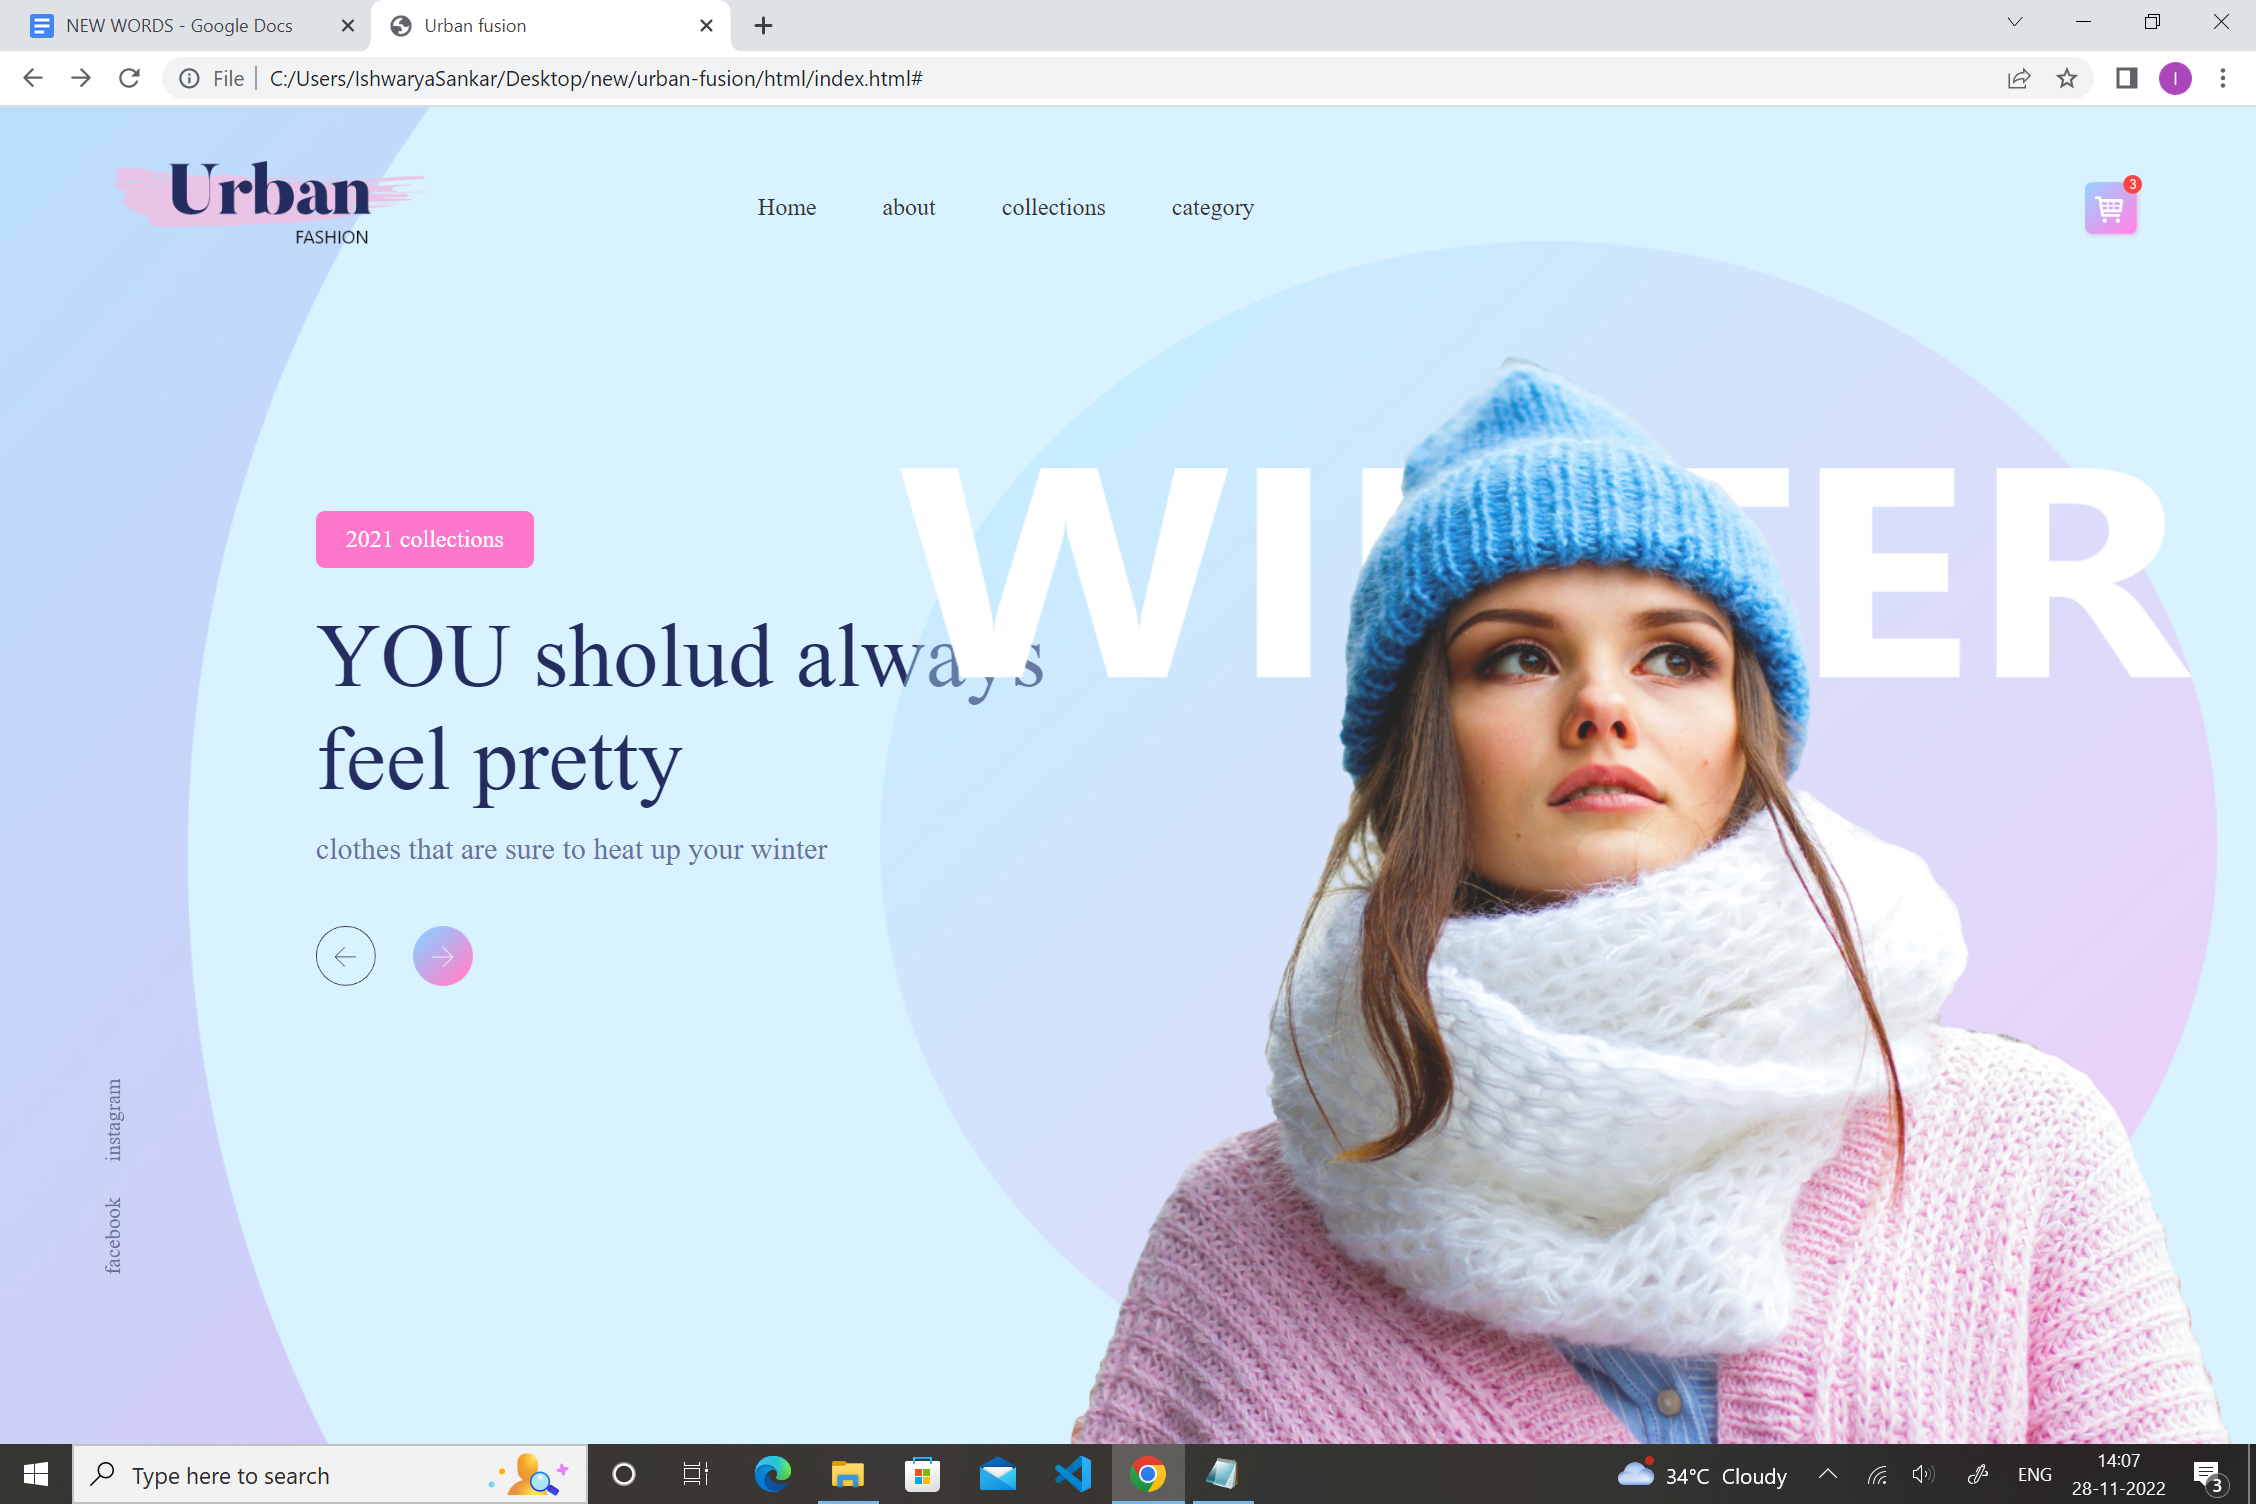 NEW WORDS - Google Docs
Urban fusion
File
C:/Users/IshwaryaSankar/Desktop/new/urban-fusion/html/index.html#
I
Urban
FASHION
Home
about
collections
category
3
WI
TER
2021 collections
YOU sholud always
feel pretty
clothes that are sure to heat up your winter
instagram
facebook
Type here to search
34°C Cloudy
ENG
14:07
28-11-2022
3